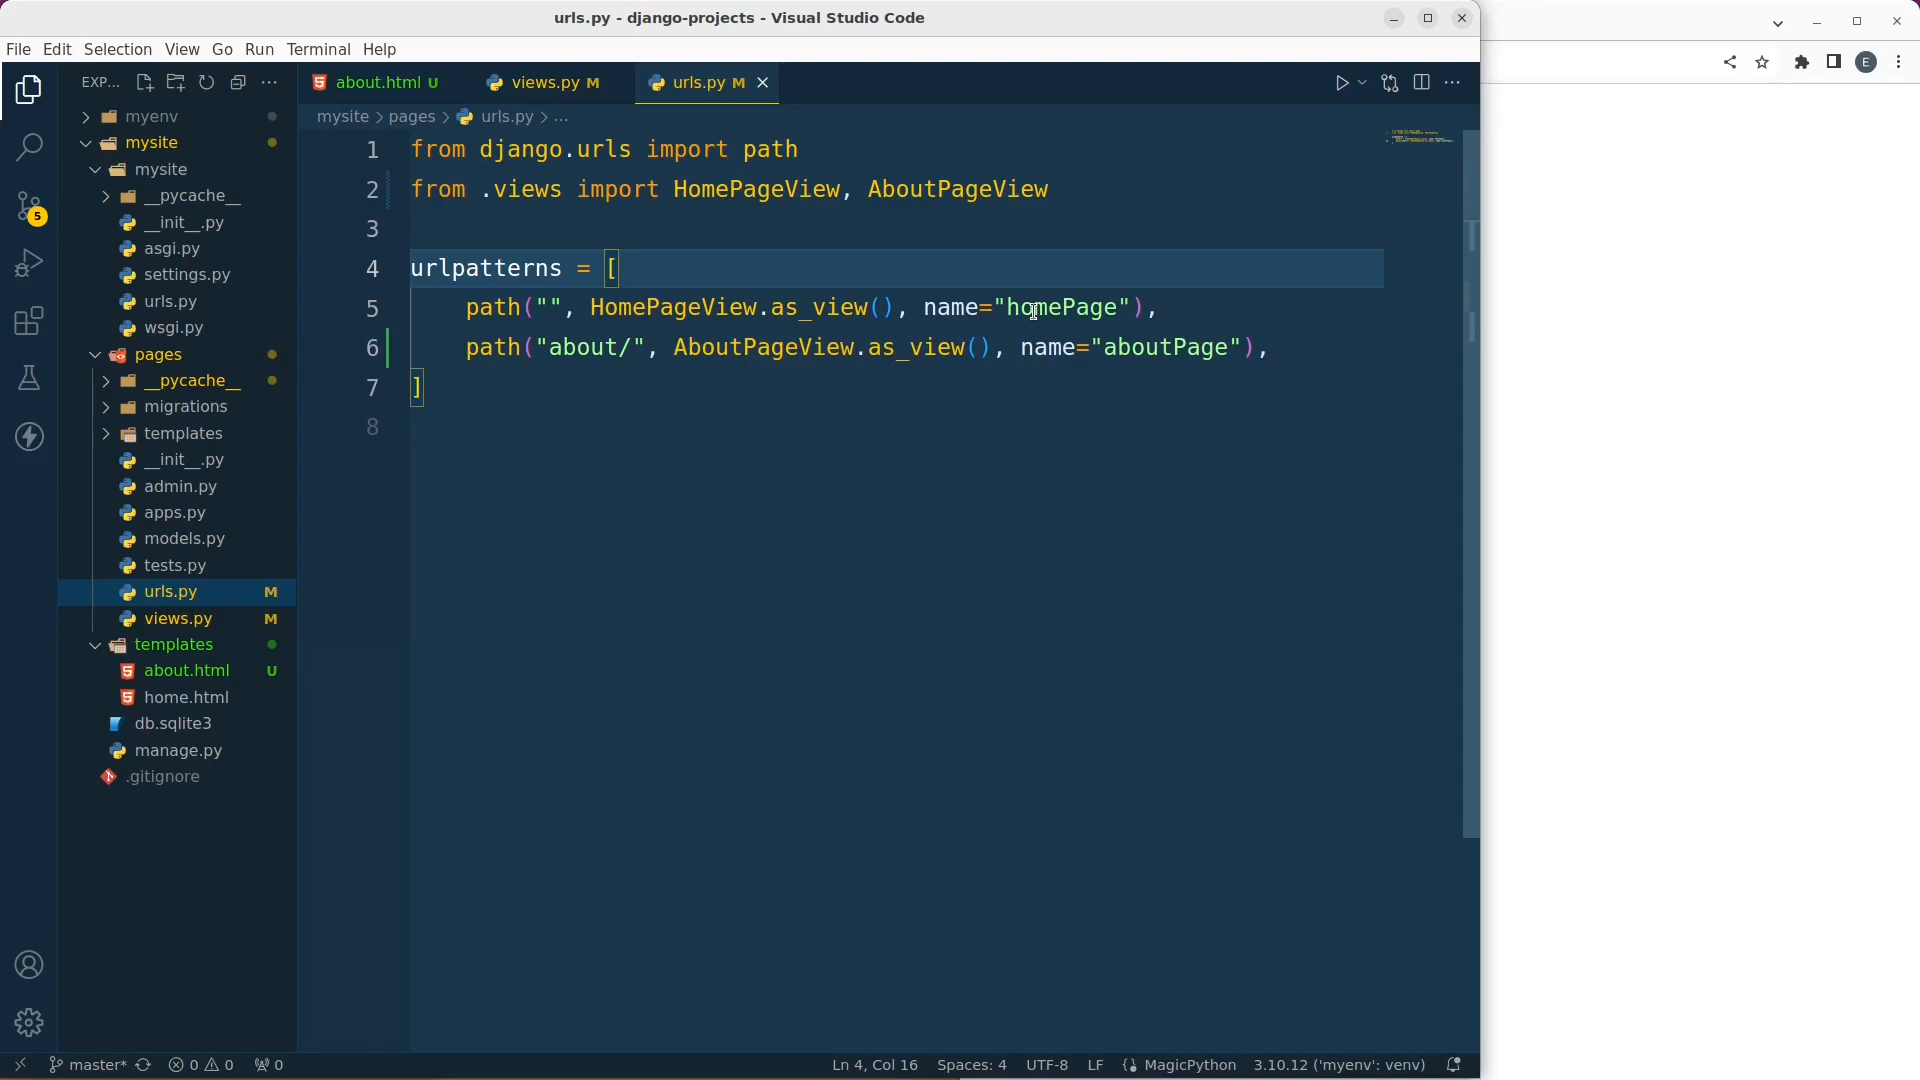 urls.py - django-projects - Visual Studio Code
File Edit Selection View Go Run Terminal Help
EXP...
about.html U
views.py M
urls.py M
mysite > pages > urls.py > ...
myenv
mysite
mysite
__pycache__
__init__.py
asgi.py
settings.py
urls.py
wsgi.py
pages
__pycache__
migrations
templates
__init__.py
admin.py
apps.py
models.py
tests.py
urls.py M
views.py M
templates
about.html U
home.html
db.sqlite3
manage.py
.gitignore
5
1 from django.urls import path
2 from .views import HomePageView, AboutPageView
3
4 urlpatterns = [
5 path("", HomePageView.as_view(), name="homePage"),
6 path("about/", AboutPageView.as_view(), name="aboutPage"),
7 ]
8
E
master* 0 0 0
Ln 4, Col 16 Spaces: 4 UTF-8 LF MagicPython 3.10.12 ('myenv': venv)